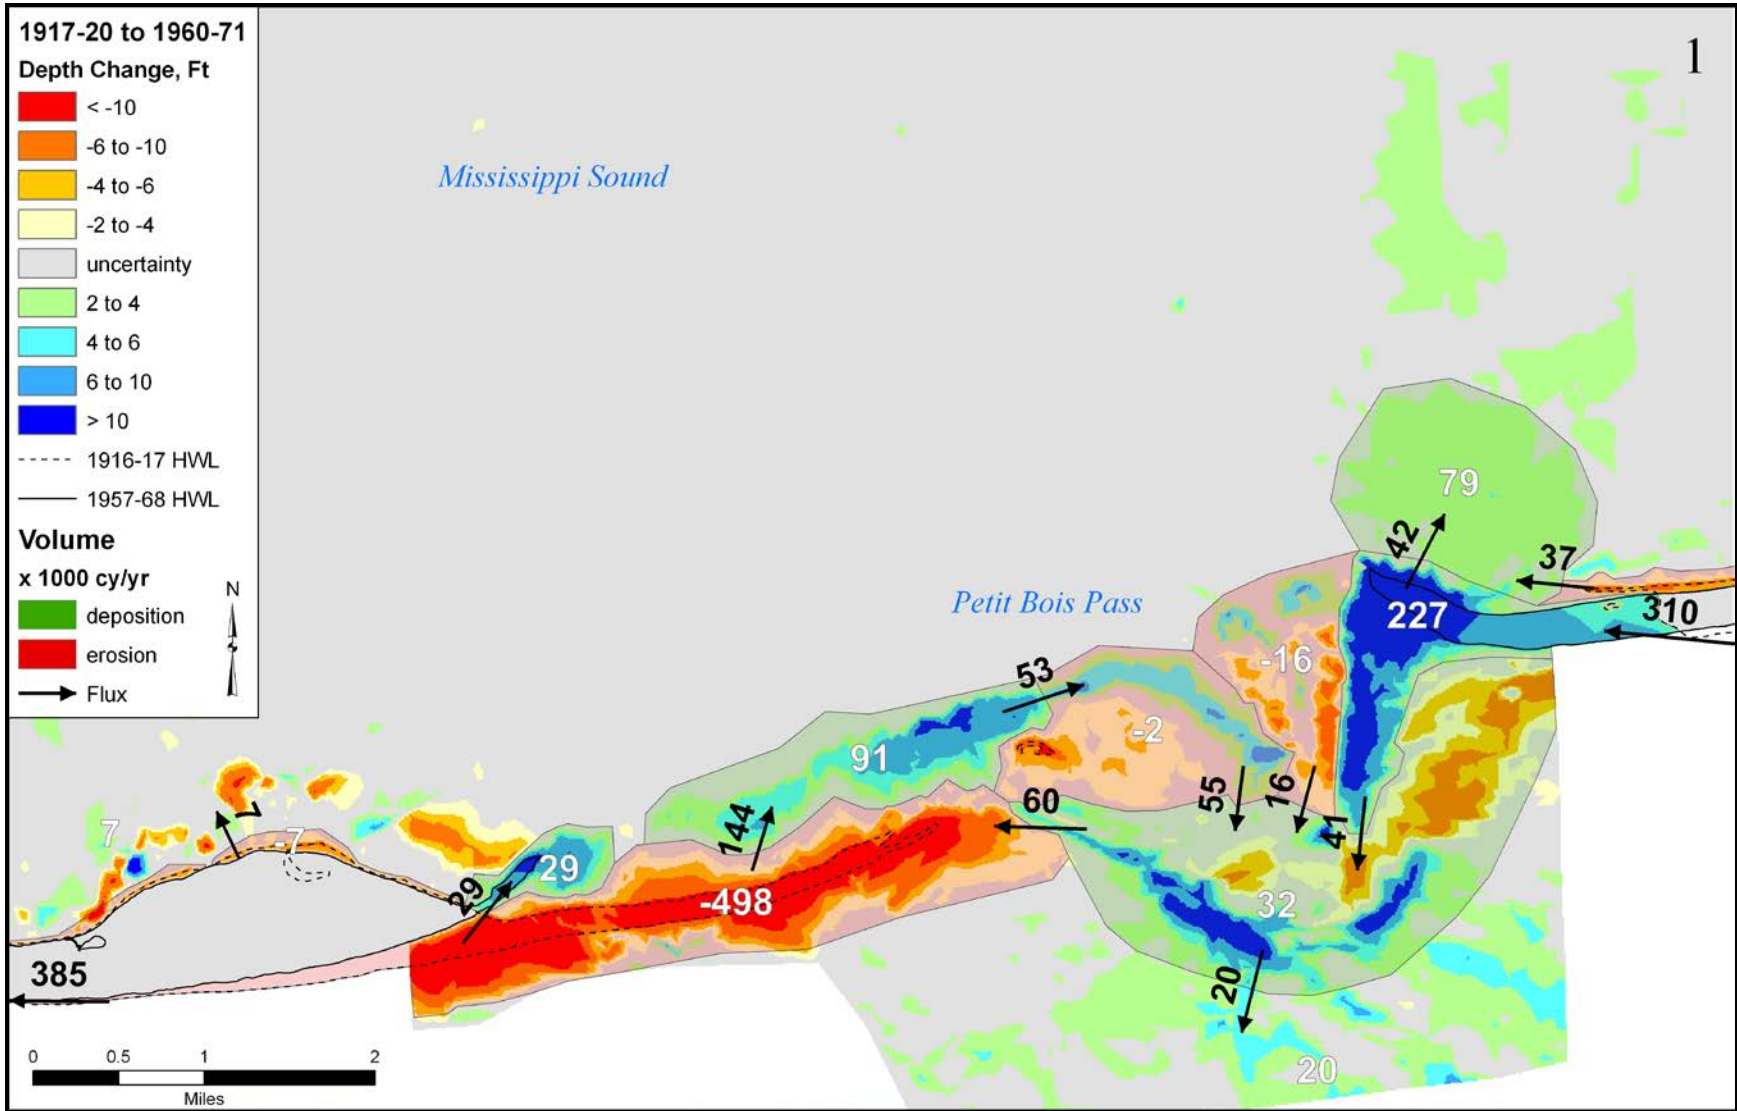 1917-20 to 1960-71
Depth Change, Ft
< -10
-6 to -10
-4 to -6
-2 to -4
uncertainty
2 to 4
4 to 6
6 to 10
> 10
1916-17 HWL
1957-68 HWL
Volume
x 1000 cy/yr
N
deposition
erosion
Flux
1
Mississippi Sound
79
42
37
Petit Bois Pass
227
310
-16
53
-2
91
55
16
41
60
144
7
7
-7
29
29
-498
32
385
20
20
0 0.5 1 2
Miles